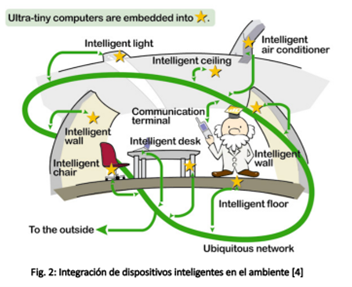 Ultra-tiny computers are embedded into
Intelligent light
Intelligent
air conditioner
Intelligent ceiling
Communication
terminal
Intelligent
wall
Intelligent desk
Intelligent
wall
Intelligent
chair
Intelligent floor
To the outside
Ubiquitous network
Fig. 2: Integración de dispositivos inteligentes en el ambiente [4]